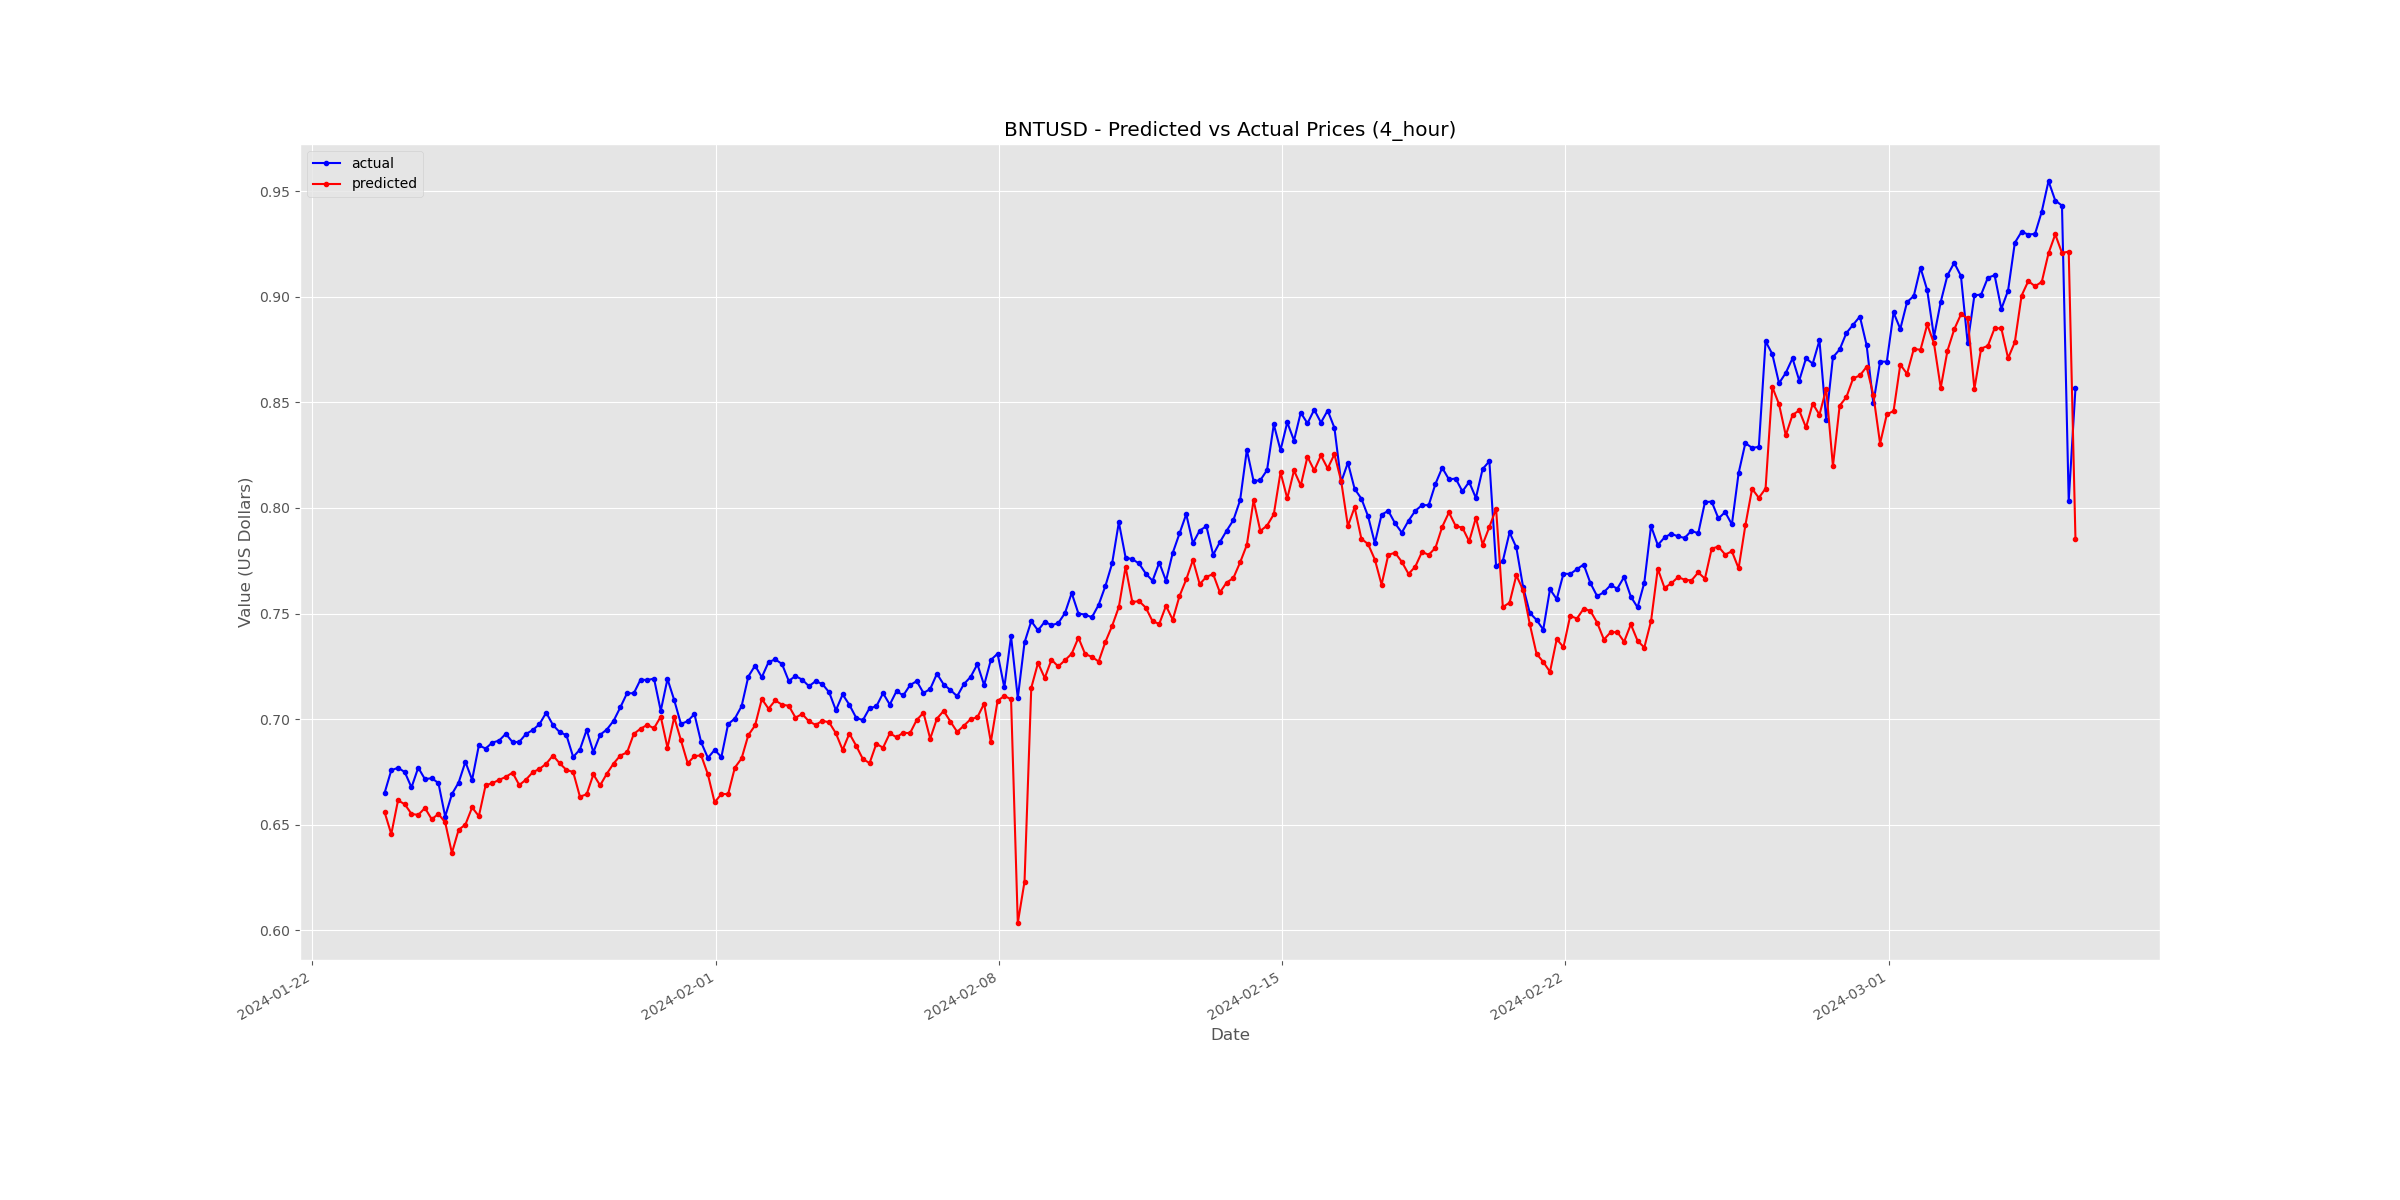 BNTUSD - Predicted vs Actual Prices (4_hour)
actual
predicted
0.95
0.90
0.85
0.80
0.75
0.70
0.65
0.60
Value (US Dollars)
2024-01-22
2024-02-01
2024-02-08
2024-02-15
2024-02-22
2024-03-01
Date